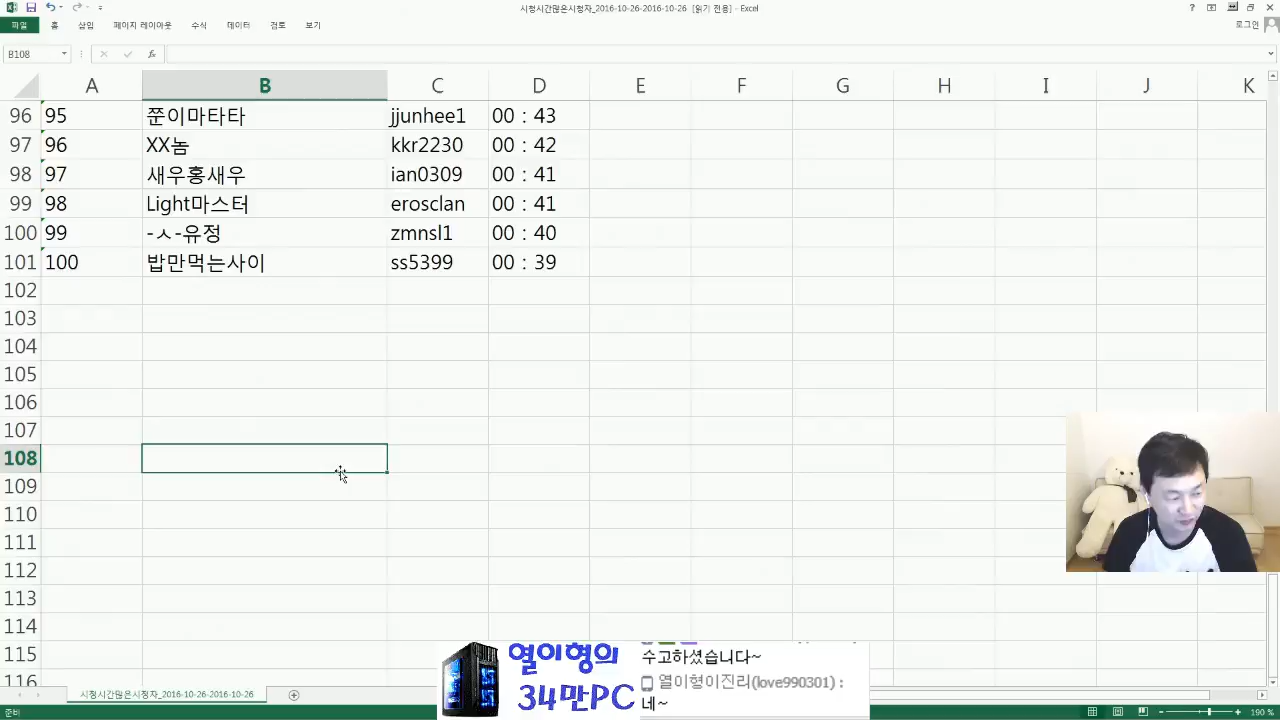 시청시간많은시청자_2016-10-26-2016-10-26 [읽기 전용] - Excel
파일 홈 삽입 페이지 레이아웃 수식 데이터 검토 보기 로그인
B108 fx
A B C D E F G H I J K
96 95 쭌이마타타 jjunhee1 00 : 43
97 96 XX놈 kkr2230 00 : 42
98 97 새우홍새우 ian0309 00 : 41
99 98 Light마스터 erosclan 00 : 41
100 99 -ㅅ-유정 zmnsl1 00 : 40
101 100 밥만먹는사이 ss5399 00 : 39
102
103
104
105
106
107
108
109
110
111
112
113
114
115
116
열이형의
34만PC
수고하셨습니다~
열이형이진리(love990301) :
네~
시청시간많은시청자_2016-10-26-2016-10-26
준비 190 %